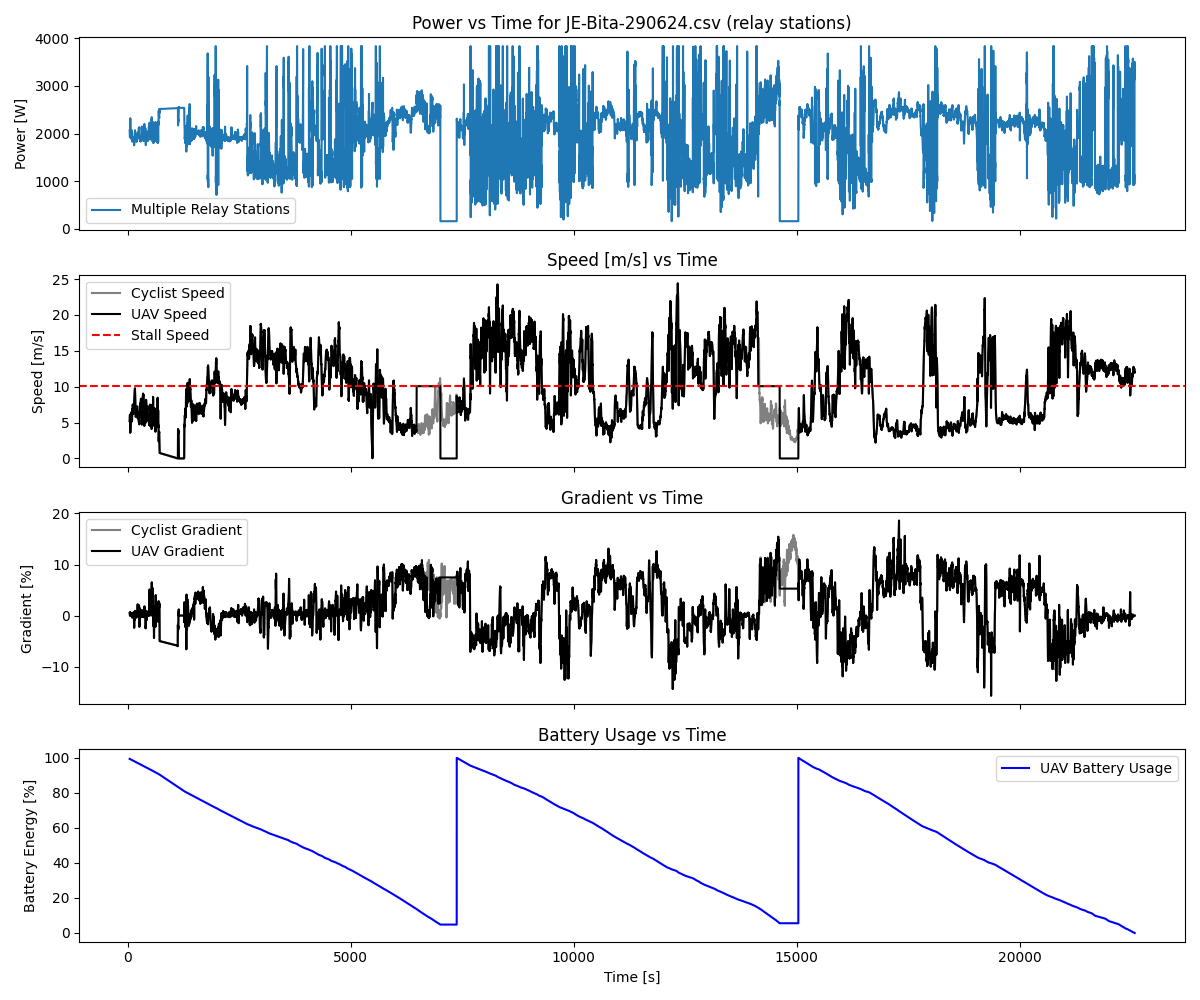 Power vs Time for JE-Bita-290624.csv (relay stations)
4000
3000
2000
1000
0
Power [W]
Multiple Relay Stations
Speed [m/s] vs Time
25
20
15
10
5
0
Speed [m/s]
Cyclist Speed
UAV Speed
Stall Speed
Gradient vs Time
20
10
0
−10
Gradient [%]
Cyclist Gradient
UAV Gradient
Battery Usage vs Time
100
80
60
40
20
0
Battery Energy [%]
UAV Battery Usage
0 5000 10000 15000 20000
Time [s]